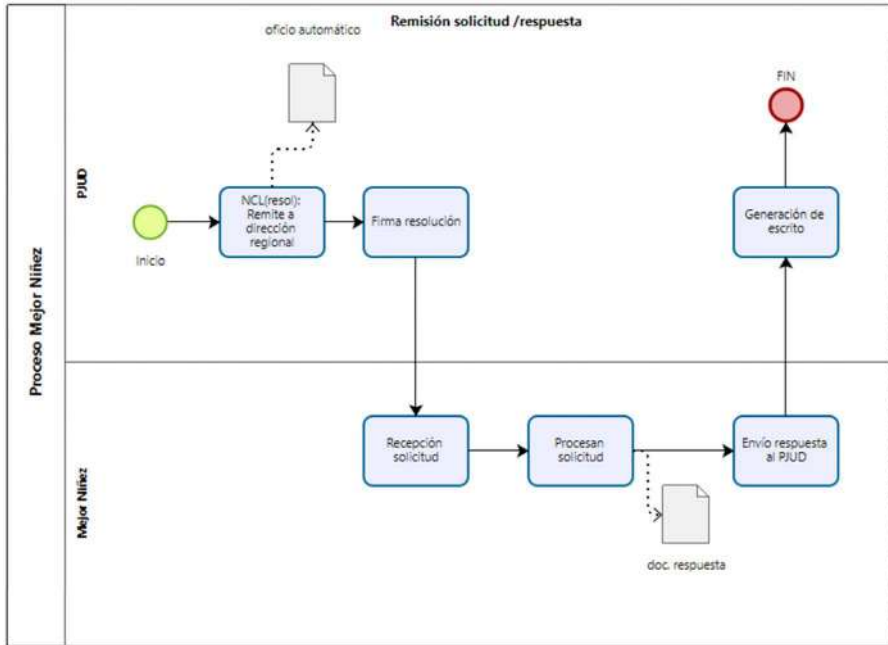 Remisión solicitud /respuesta
oficio automático
FIN
Proceso Mejor Niñez
PJUD
NCL(resol):
Remite a
dirección
regional
Firma resolución
Generación de
escrito
Inicio
Mejor Niñez
Recepción
solicitud
Procesan
solicitud
Envío respuesta
al PJUD
doc. respuesta